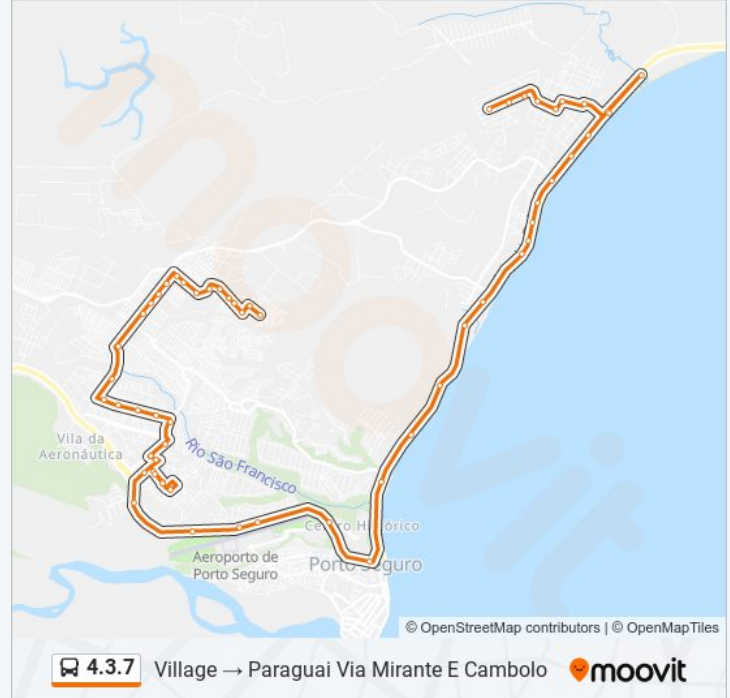 moovit
Vila da
Aeronáutica
Rio São Francisco
Centro Histórico
Aeroporto de
Porto Seguro
Porto Seguro
© OpenStreetMap contributors | © OpenMapTiles
4.3.7 Village → Paraguai Via Mirante E Cambolo moovit